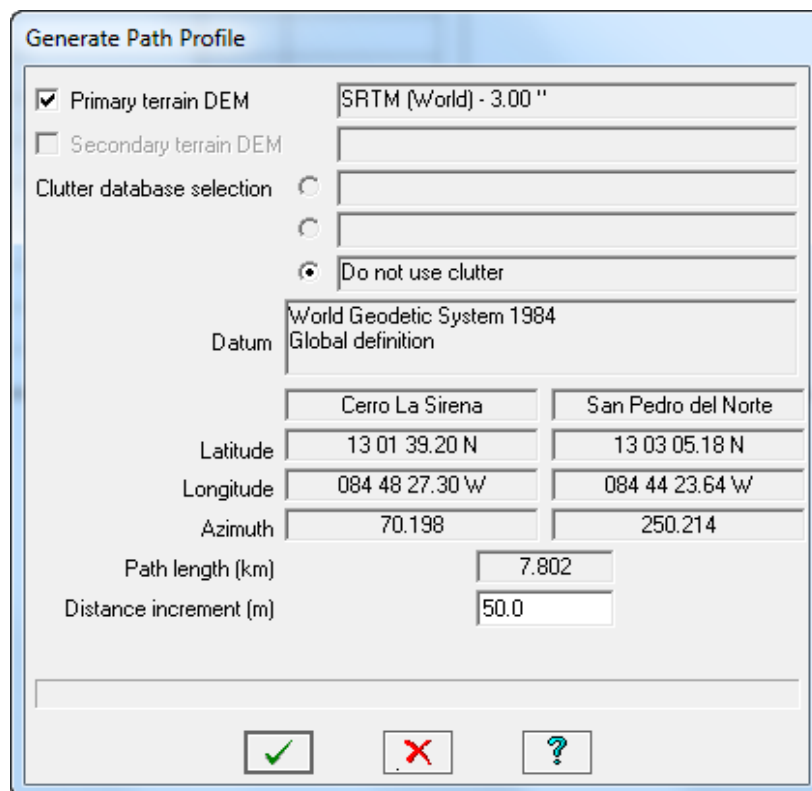 Generate Path Profile
Primary terrain DEM SRTM (World) - 3.00 "
Secondary terrain DEM
Clutter database selection
Do not use clutter
World Geodetic System 1984
Datum Global definition
Cerro La Sirena San Pedro del Norte
Latitude 13 01 39.20 N 13 03 05.18 N
Longitude 084 48 27.30 W 084 44 23.64 W
Azimuth 70.198 250.214
Path length (km) 7.802
Distance increment (m) 50.0
?